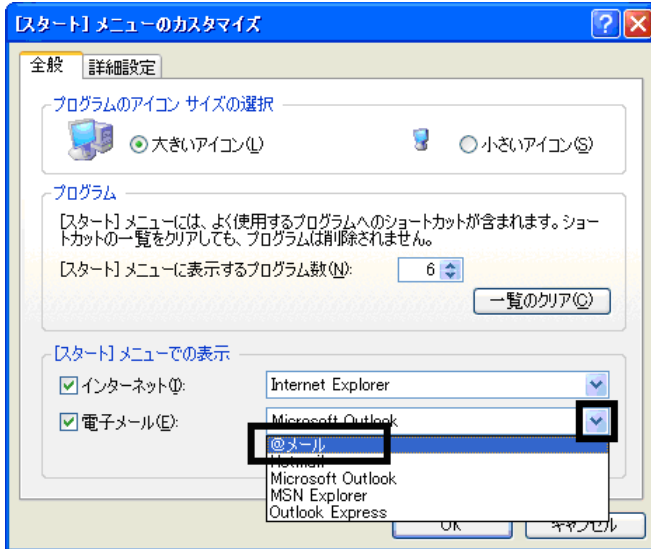 [スタート] メニューのカスタマイズ
全般 詳細設定
プログラムのアイコン サイズの選択
大きいアイコン(L) 小さいアイコン(S)
プログラム
[スタート] メニューには、よく使用するプログラムへのショートカットが含まれます。ショー
トカットの一覧をクリアしても、プログラムは削除されません。
[スタート] メニューに表示するプログラム数(N): 6
一覧のクリア(C)
[スタート] メニューでの表示
インターネット(I): Internet Explorer
電子メール(E): Microsoft Outlook
@メール
Hotmail
Microsoft Outlook
MSN Explorer
Outlook Express
OK キャンセル